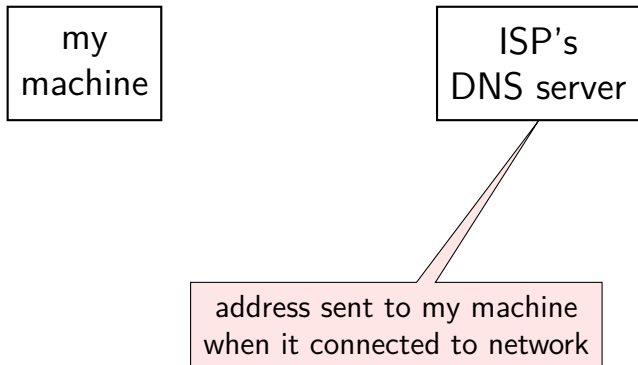 my
machine
ISP's
DNS server
address sent to my machine
when it connected to network